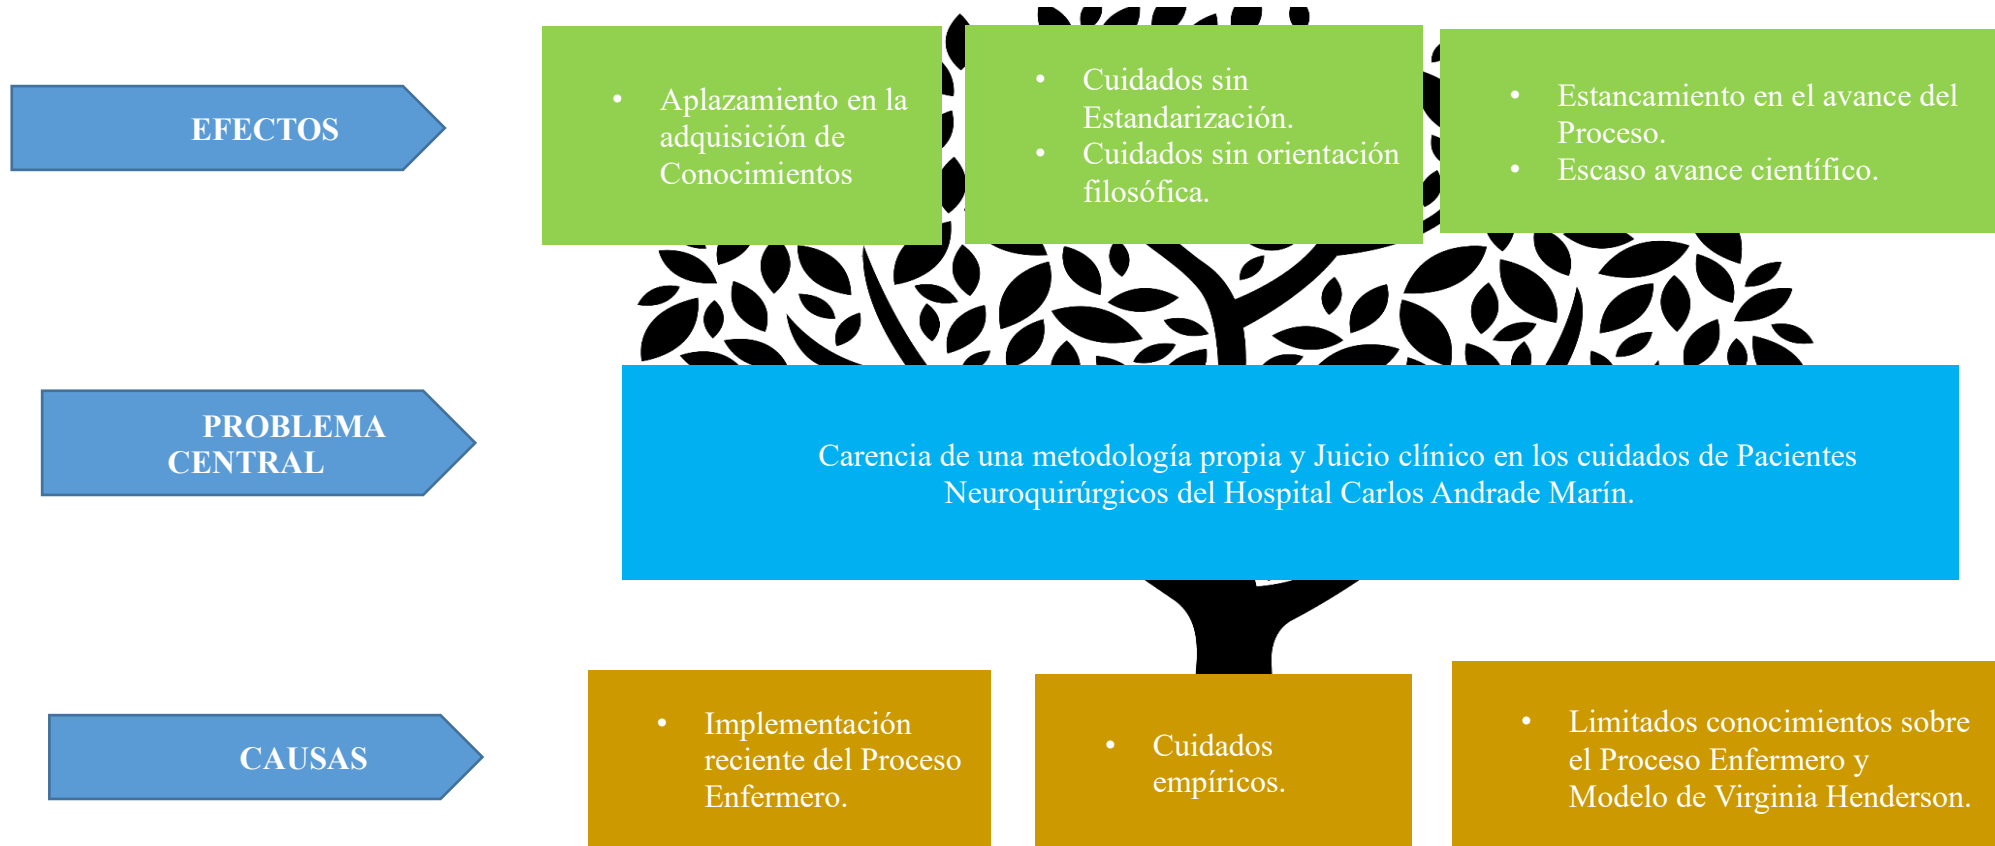 EFECTOS
• Aplazamiento en la
adquisición de
Conocimientos
• Cuidados sin
Estandarización.
• Cuidados sin orientación
filosófica.
• Estancamiento en el avance del
Proceso.
• Escaso avance científico.
PROBLEMA
CENTRAL
Carencia de una metodología propia y Juicio clínico en los cuidados de Pacientes
Neuroquirúrgicos del Hospital Carlos Andrade Marín.
CAUSAS
• Implementación
reciente del Proceso
Enfermero.
• Cuidados
empíricos.
• Limitados conocimientos sobre
el Proceso Enfermero y
Modelo de Virginia Henderson.